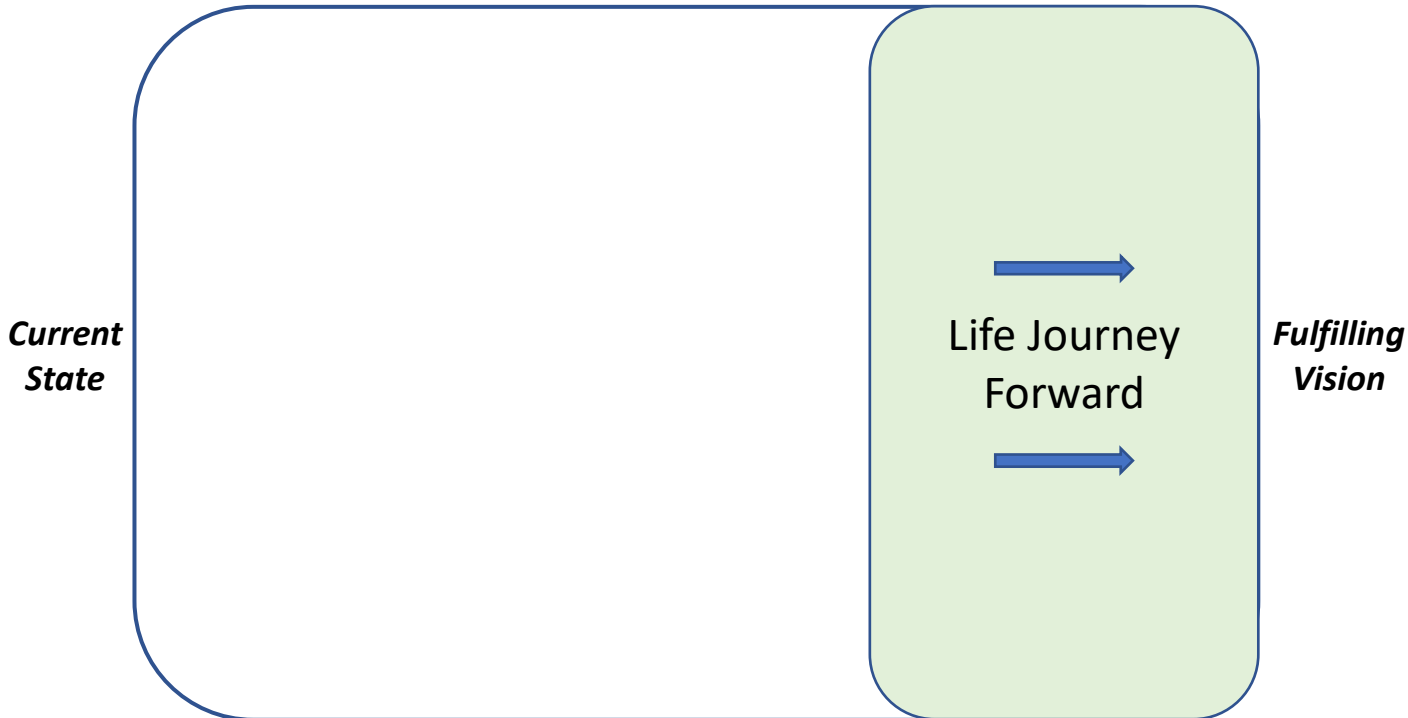 Current
State
Life Journey
Forward
Fulfilling
Vision